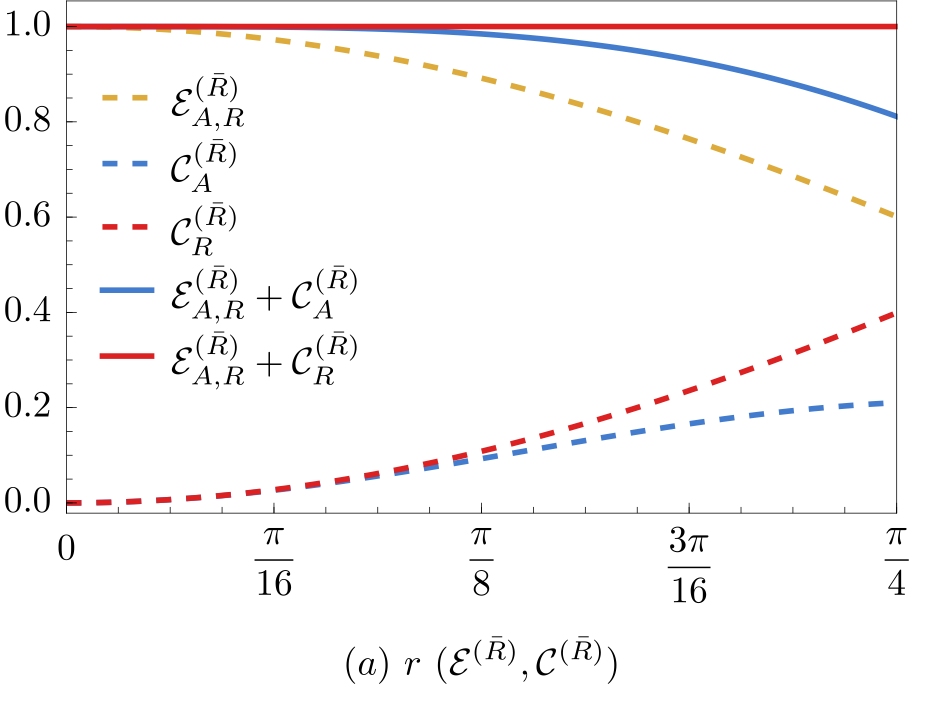 1.0
0.8
0.6
0.4
0.2
0.0
ℰ_{A,R}^{(R̄)}
𝒞_A^{(R̄)}
𝒞_R^{(R̄)}
ℰ_{A,R}^{(R̄)} + 𝒞_A^{(R̄)}
ℰ_{A,R}^{(R̄)} + 𝒞_R^{(R̄)}
0 π/16 π/8 3π/16 π/4
(a) r (ℰ^{(R̄)}, 𝒞^{(R̄)})